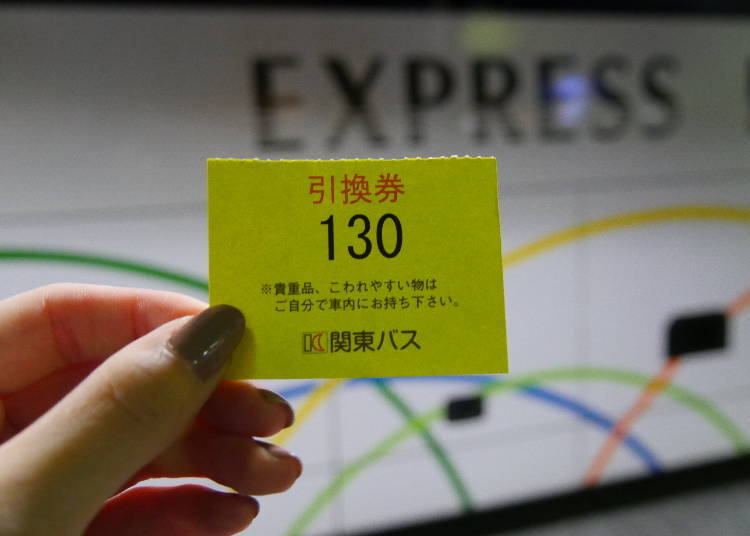 EXPRESS
引換券
130
※貴重品、こわれやすい物は
ご自分で車内にお持ち下さい。
関東バス